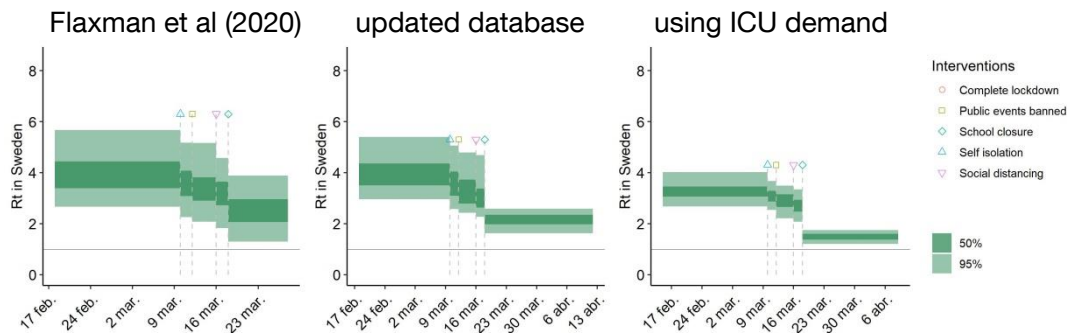 Flaxman et al (2020)
updated database
using ICU demand
Rt in Sweden
8
6
4
2
0
17 feb.
24 feb.
2 mar.
9 mar.
16 mar.
23 mar.
Rt in Sweden
8
6
4
2
0
17 feb.
24 feb.
2 mar.
9 mar.
16 mar.
23 mar.
30 mar.
6 abr.
13 abr.
Rt in Sweden
8
6
4
2
0
17 feb.
24 feb.
2 mar.
9 mar.
16 mar.
23 mar.
30 mar.
6 abr.
Interventions
Complete lockdown
Public events banned
School closure
Self isolation
Social distancing
50%
95%